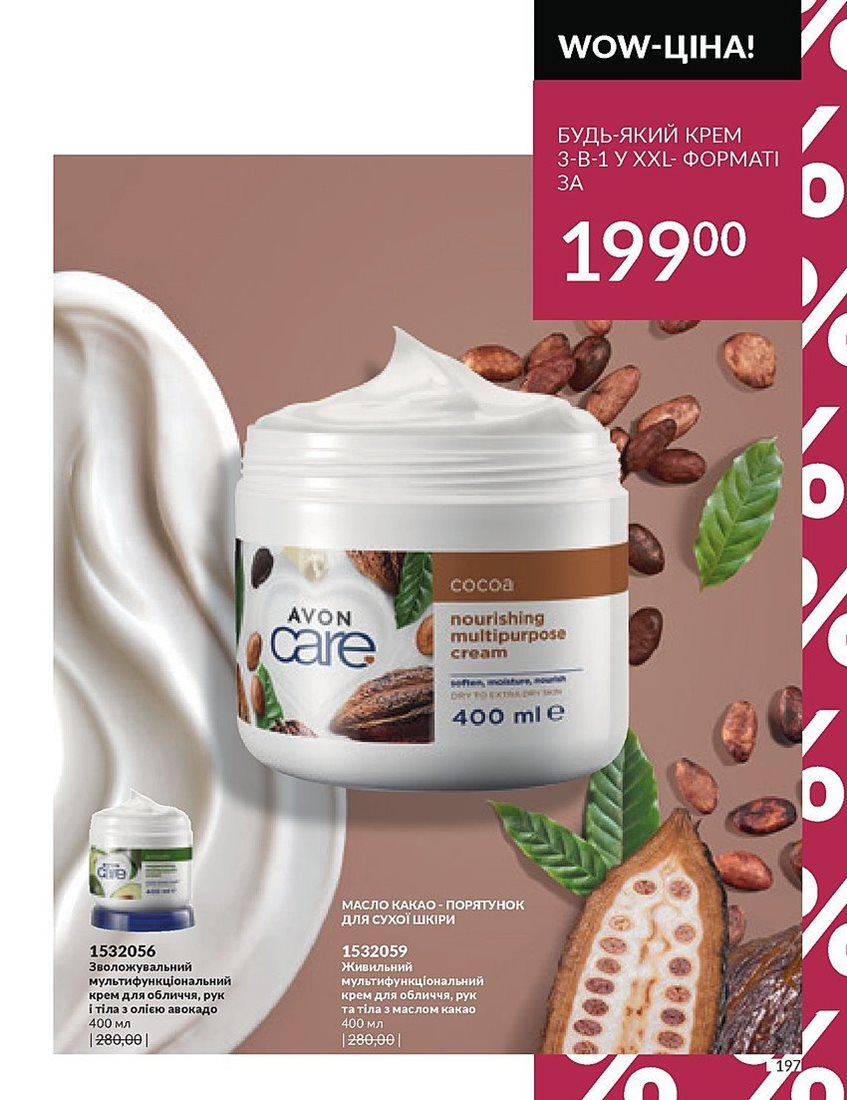 WOW-ЦІНА!
БУДЬ-ЯКИЙ КРЕМ
3-В-1 У XXL- ФОРМАТІ
ЗА
199⁰⁰
cocoa
AVON
care
nourishing
multipurpose
cream
soften, moisture, nourish
DRY TO EXTRA DRY SKIN
400 ml e
care
400 ml e
МАСЛО КАКАО - ПОРЯТУНОК
ДЛЯ СУХОЇ ШКІРИ
1532056
Зволожувальний
мультифункціональний
крем для обличчя, рук
і тіла з олією авокадо
400 мл
| 280,00 |
1532059
Живильний
мультифункціональний
крем для обличчя, рук
та тіла з маслом какао
400 мл
| 280,00 |
197